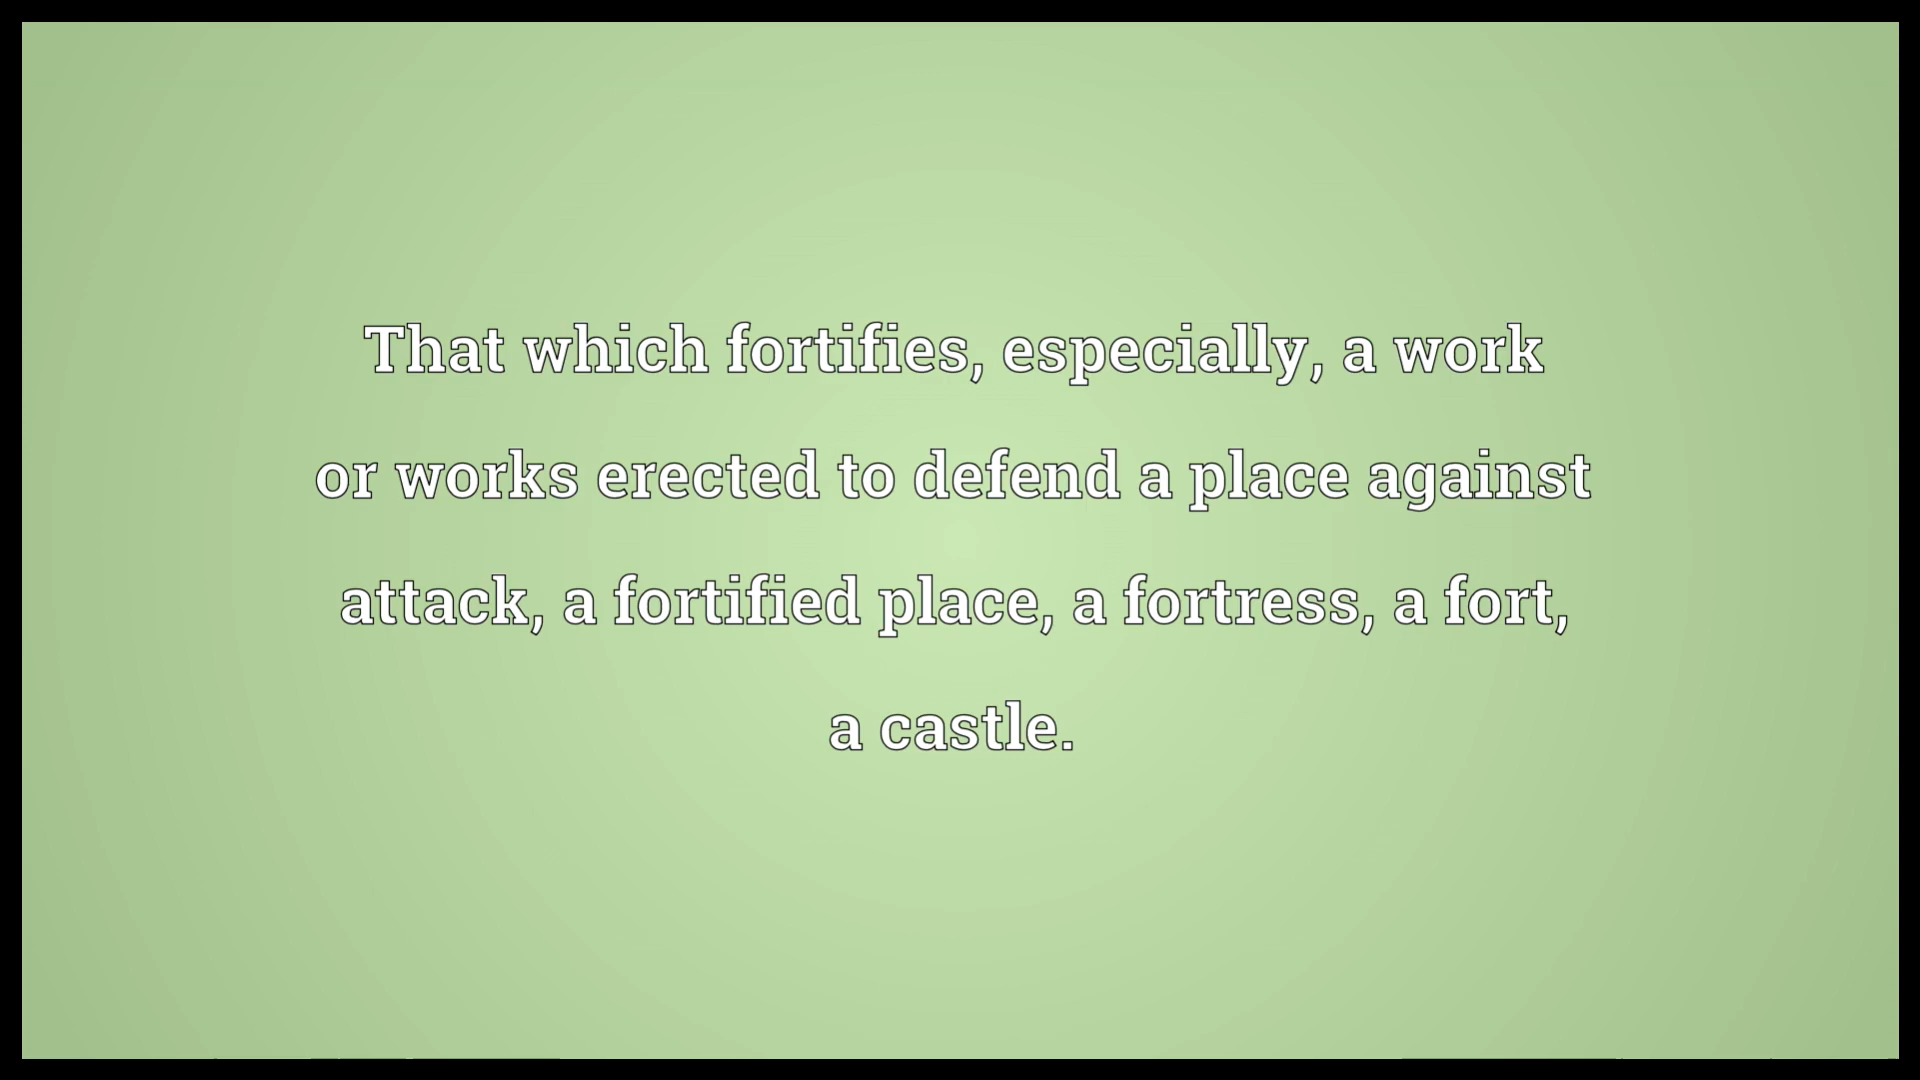 That which fortifies, especially, a work
or works erected to defend a place against
attack, a fortified place, a fortress, a fort,
a castle.